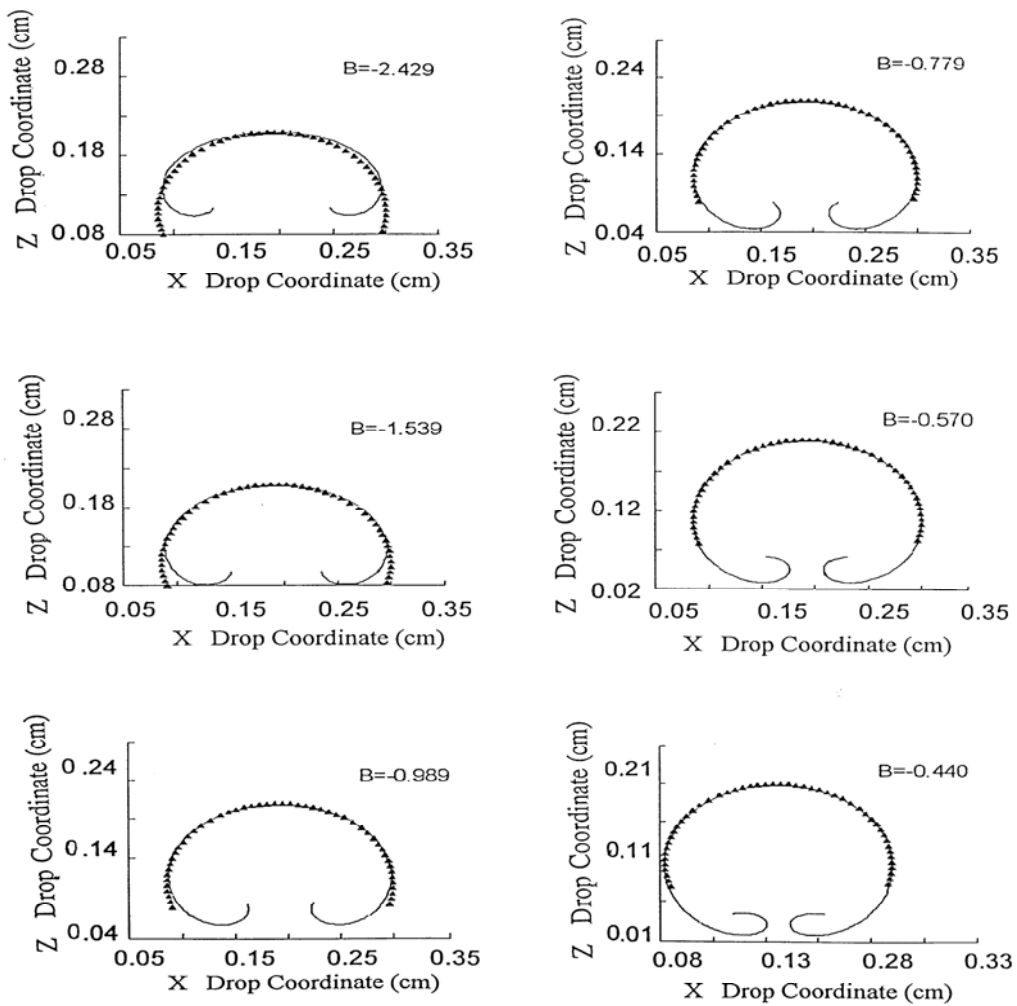 B=-2.429
Z Drop Coordinate (cm)
0.28
0.18
0.08
0.05 0.15 0.25 0.35
X Drop Coordinate (cm)
B=-0.779
Z Drop Coordinate (cm)
0.24
0.14
0.04
0.05 0.15 0.25 0.35
X Drop Coordinate (cm)
B=-1.539
Z Drop Coordinate (cm)
0.28
0.18
0.08
0.05 0.15 0.25 0.35
X Drop Coordinate (cm)
B=-0.570
Z Drop Coordinate (cm)
0.22
0.12
0.02
0.05 0.15 0.25 0.35
X Drop Coordinate (cm)
B=-0.989
Z Drop Coordinate (cm)
0.24
0.14
0.04
0.05 0.15 0.25 0.35
X Drop Coordinate (cm)
B=-0.440
Z Drop Coordinate (cm)
0.21
0.11
0.01
0.08 0.13 0.28 0.33
X Drop Coordinate (cm)